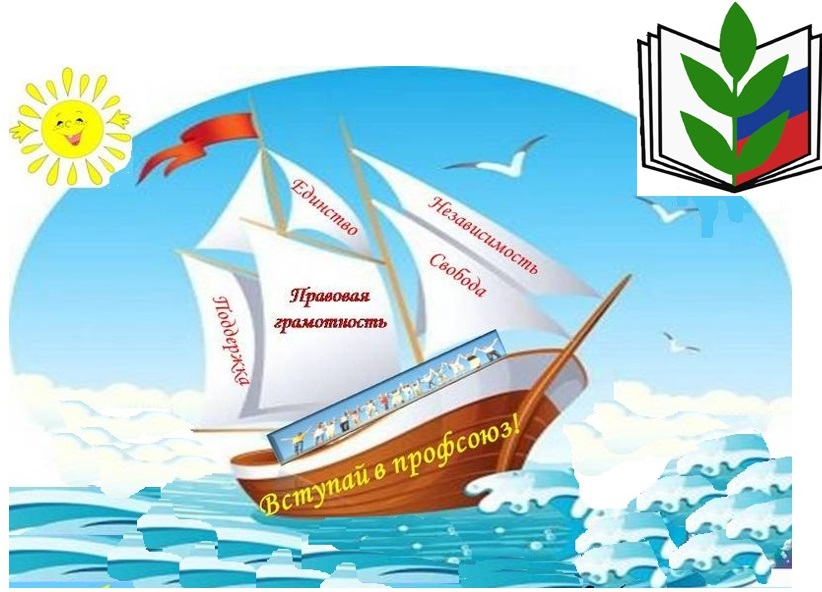 Единство
Независимость
Свобода
Поддержка
Правовая
грамотность
Вступай в профсоюз!